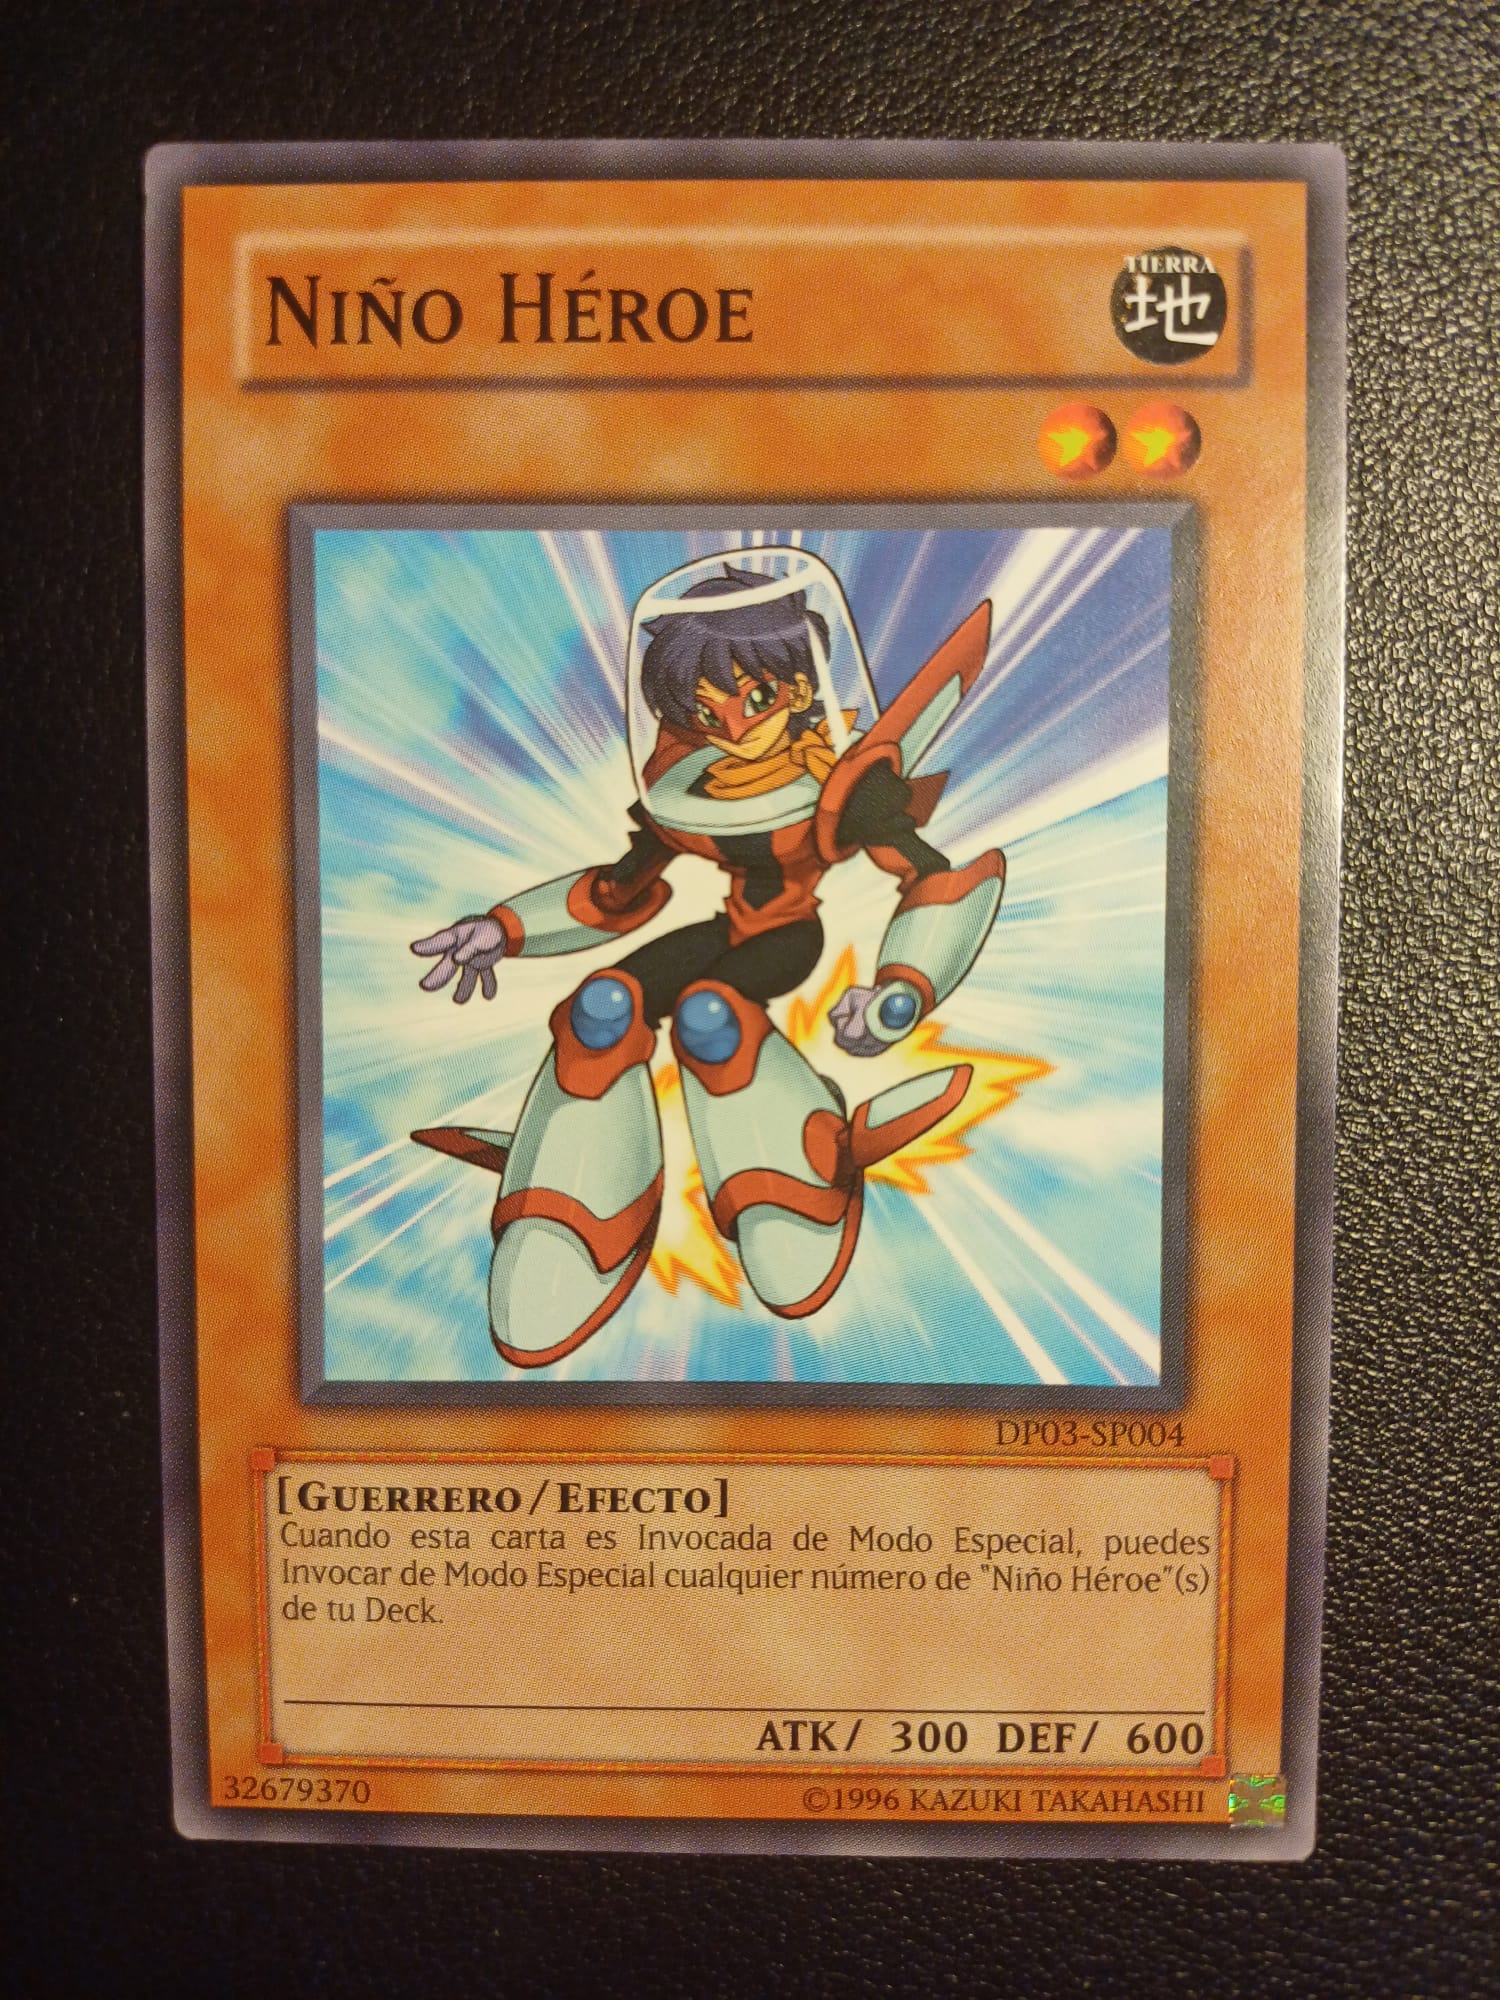 Niño Héroe
TIERRA
地
DP03-SP004
[Guerrero/Efecto]
Cuando esta carta es Invocada de Modo Especial, puedes
Invocar de Modo Especial cualquier número de "Niño Héroe"(s)
de tu Deck.
ATK/ 300 DEF/ 600
32679370
©1996 KAZUKI TAKAHASHI